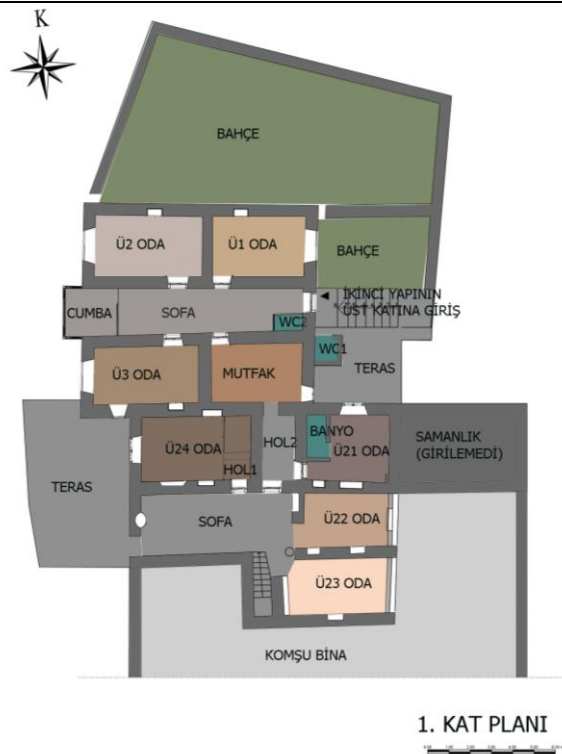 K
BAHÇE
Ü2 ODA
Ü1 ODA
BAHÇE
CUMBA
SOFA
WC2
İKİNCİ YAPININ
ÜST KATINA GİRİŞ
WC1
Ü3 ODA
MUTFAK
TERAS
Ü24 ODA
HOL2
BANYO
Ü21 ODA
SAMANLIK
(GİRİLEMEDİ)
HOL1
TERAS
SOFA
Ü22 ODA
Ü23 ODA
KOMŞU BİNA
1. KAT PLANI